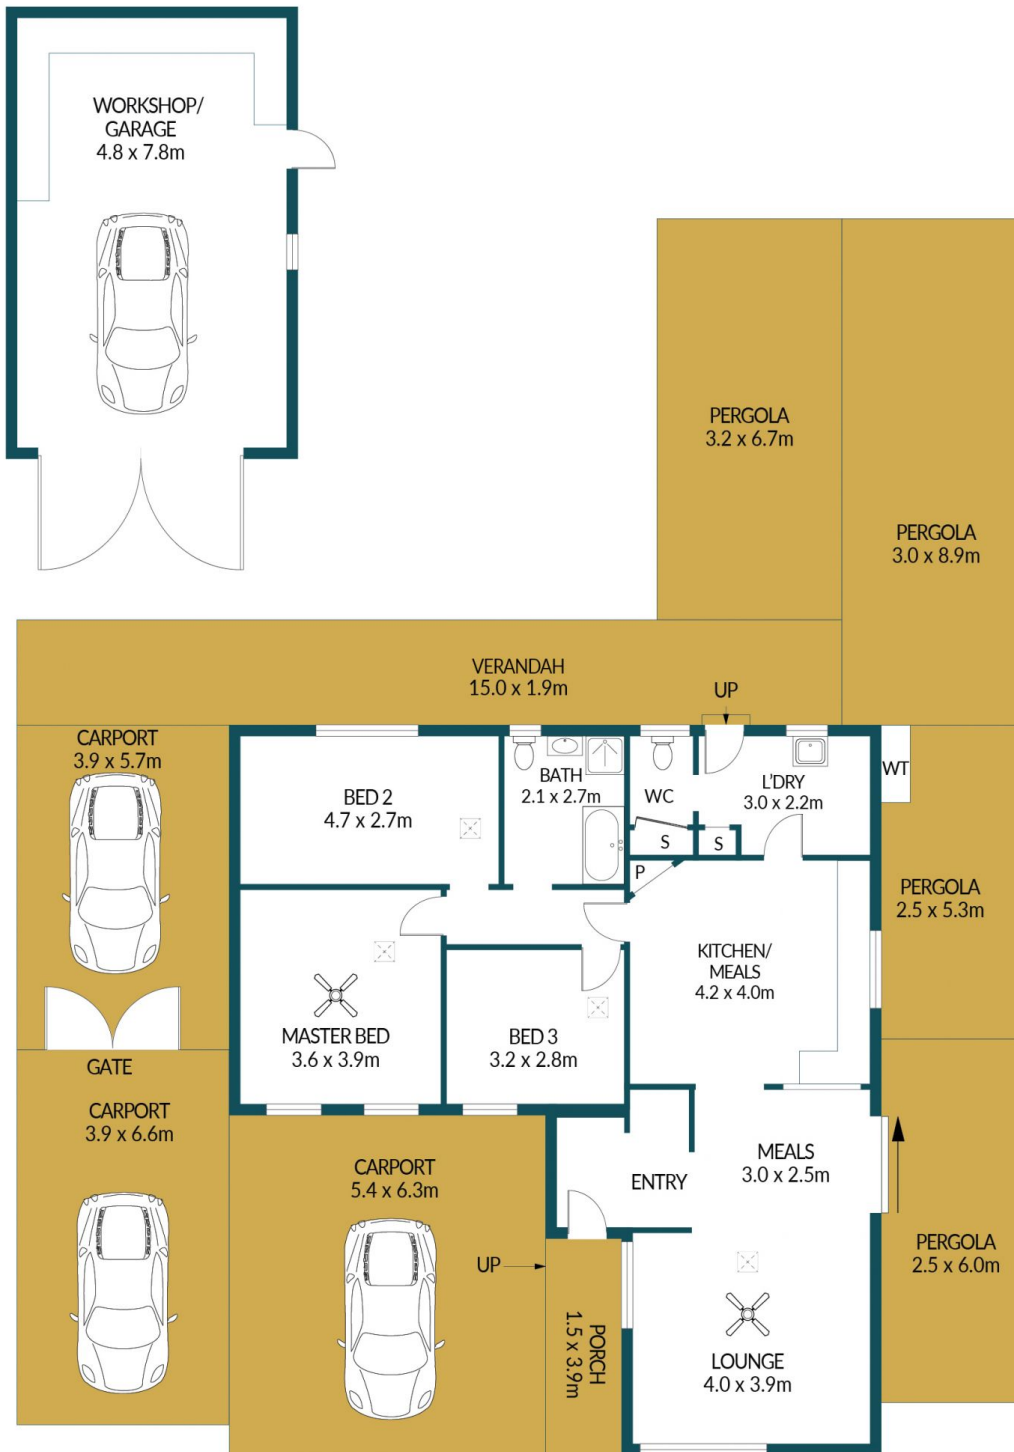 WORKSHOP/
GARAGE
4.8 x 7.8m
PERGOLA
3.2 x 6.7m
PERGOLA
3.0 x 8.9m
VERANDAH
15.0 x 1.9m
UP
CARPORT
3.9 x 5.7m
BED 2
4.7 x 2.7m
BATH
2.1 x 2.7m
WC
S
S
L'DRY
3.0 x 2.2m
WT
P
PERGOLA
2.5 x 5.3m
KITCHEN/
MEALS
4.2 x 4.0m
MASTER BED
3.6 x 3.9m
BED 3
3.2 x 2.8m
GATE
CARPORT
3.9 x 6.6m
CARPORT
5.4 x 6.3m
ENTRY
MEALS
3.0 x 2.5m
UP
PERGOLA
2.5 x 6.0m
PORCH
1.5 x 3.9m
LOUNGE
4.0 x 3.9m